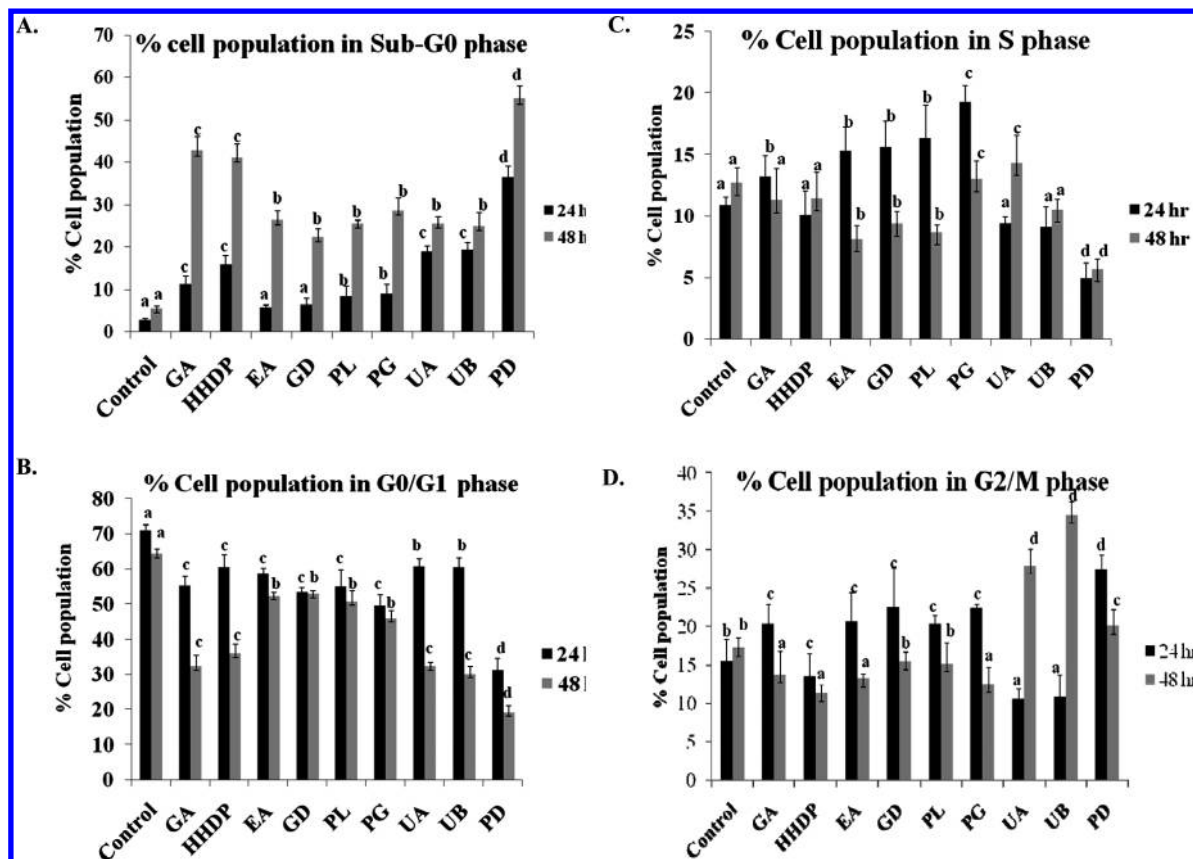 A.
% cell population in Sub-G0 phase
70
60
50
40
30
20
10
0
% Cell population
a a c c c c a b a b b b b b c b c b d d
24 h
48 h
Control GA HHDP EA GD PL PG UA UB PD
B.
% Cell population in G0/G1 phase
80
70
60
50
40
30
20
10
0
% Cell population
a a c c c c c b c b c b c b b c b c d d
24
48
Control GA HHDP EA GD PL PG UA UB PD
C.
% Cell population in S phase
25
20
15
10
5
0
% Cell population
a a b a a a b b b b b b c c a c a a d d
24 hr
48 hr
Control GA HHDP EA GD PL PG UA UB PD
D.
% Cell population in G2/M phase
40
35
30
25
20
15
10
5
0
% Cell population
b b c a c a c a c b c b c a a d a d d c
24 hr
48 hr
Control GA HHDP EA GD PL PG UA UB PD